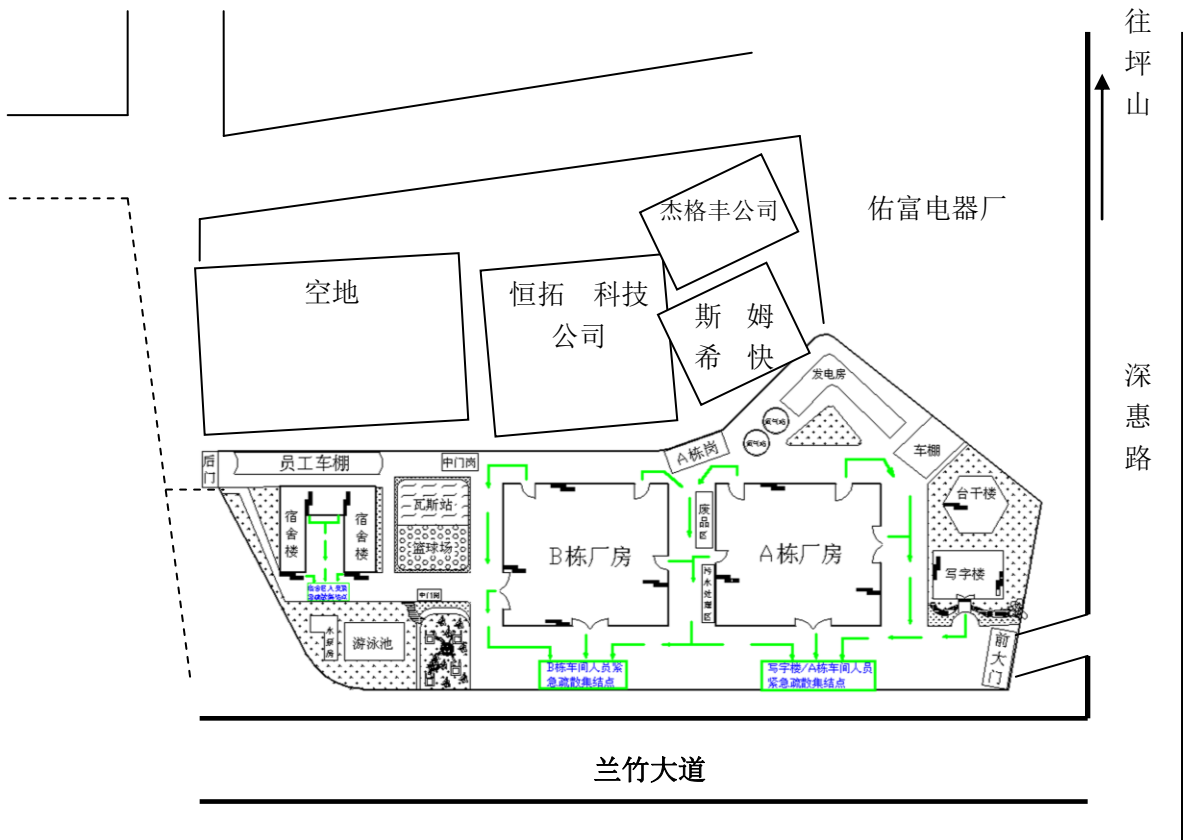 往坪山
杰格丰公司
佑富电器厂
空地
恒拓 科技
公司
斯 姆
希 快
深惠路
发电房
A栋岗
车棚
后门
员工车棚
中门岗
台干楼
瓦斯站
废品区
宿舍楼
宿舍楼
篮球场
B栋厂房
A栋厂房
污水处理区
写字楼
中门岗
水泵房
游泳池
前大门
B栋车间人员紧
急疏散集结点
写字楼/A栋车间人员
紧急疏散集结点
兰竹大道